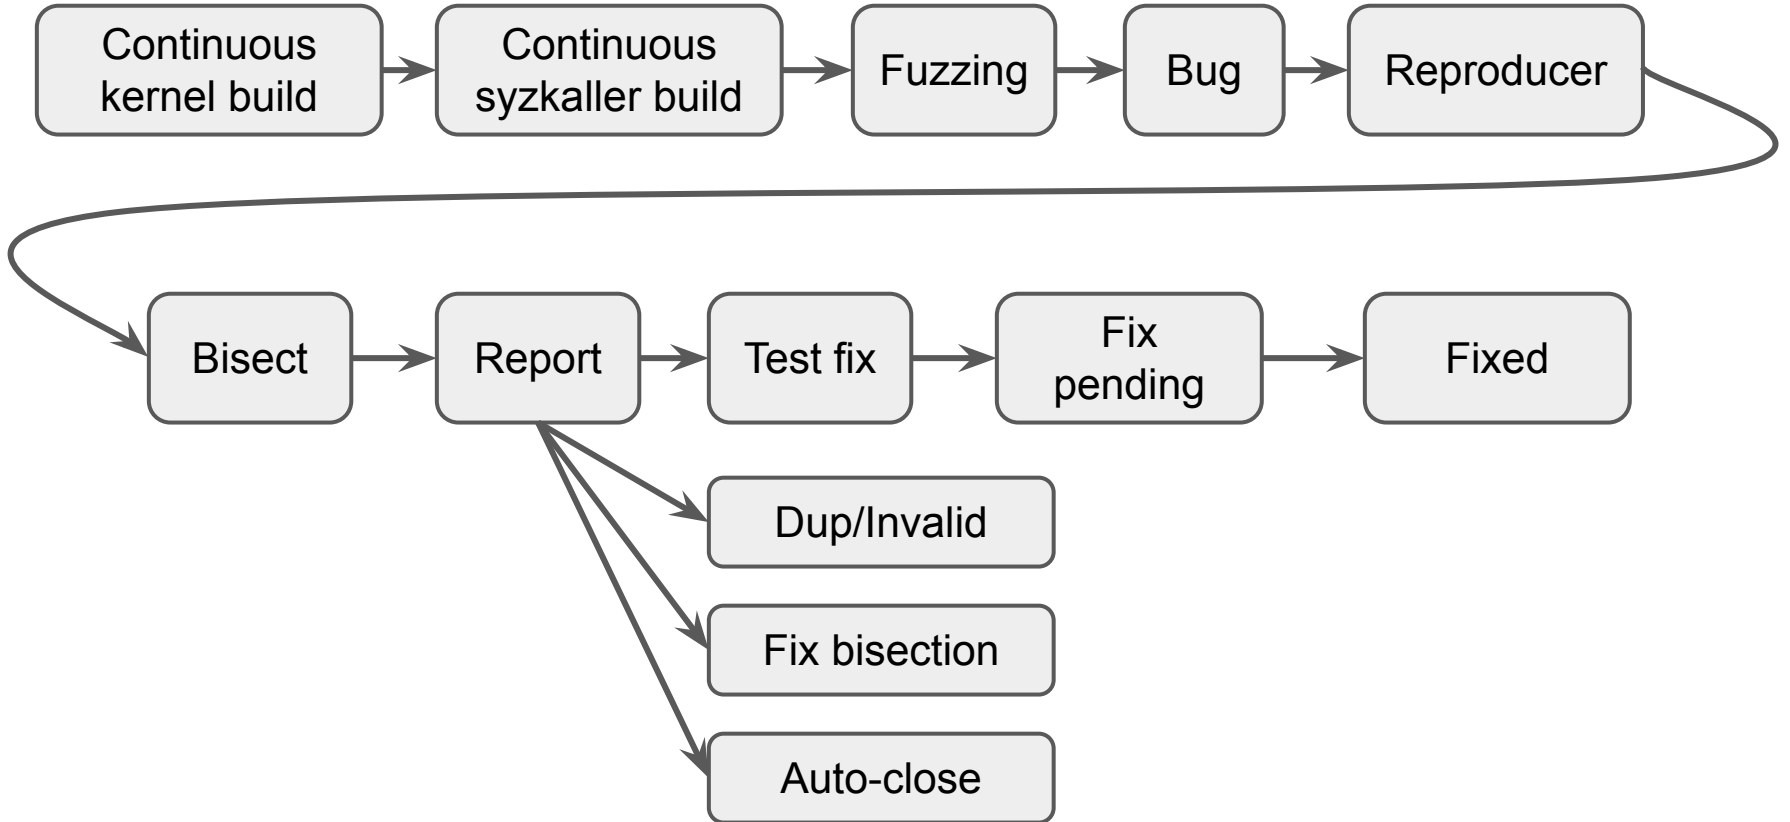 Continuous
kernel build
Continuous
syzkaller build
Fuzzing
Bug
Reproducer
Bisect
Report
Test fix
Fix
pending
Fixed
Dup/Invalid
Fix bisection
Auto-close